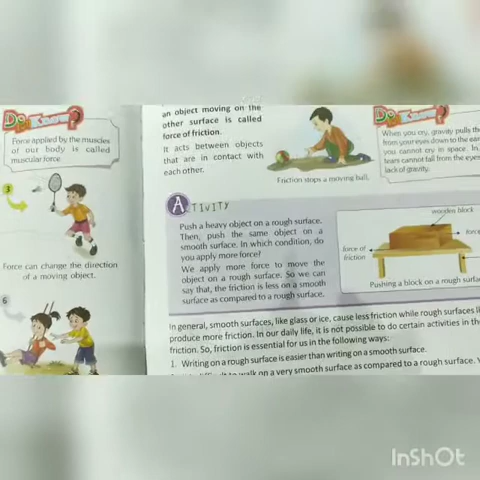 Do You Know?
Force applied by the muscles
of our body is called
muscular force
3
Force can change the direction
of a moving object.
6
an object moving on the
other surface is called
force of friction.
It acts between objects
that are in contact with
each other.
Friction stops a moving ball.
Do Know?
When you cry, gravity pulls the
from your eyes down to the
you cannot cry in space. In
tears cannot fall from the eyes
lack of gravity.
ACTIVITY
Push a heavy object on a rough surface.
Then, push the same object on a
smooth surface. In which condition, do
you apply more force?
We apply more force to move the
object on a rough surface. So we can
say that, the friction is less on a smooth
surface as compared to a rough surface.
wooden block
force of
friction
Pushing a block on a rough
In general, smooth surfaces, like glass or ice, cause less friction while rough surfaces
produce more friction. In our daily life, it is not possible to do certain activities in
friction. So, friction is essential for us in the following ways:
1. Writing on a rough surface is easier than writing on a smooth surface.
walk on a very smooth surface as compared to a rough surface.
InShOt